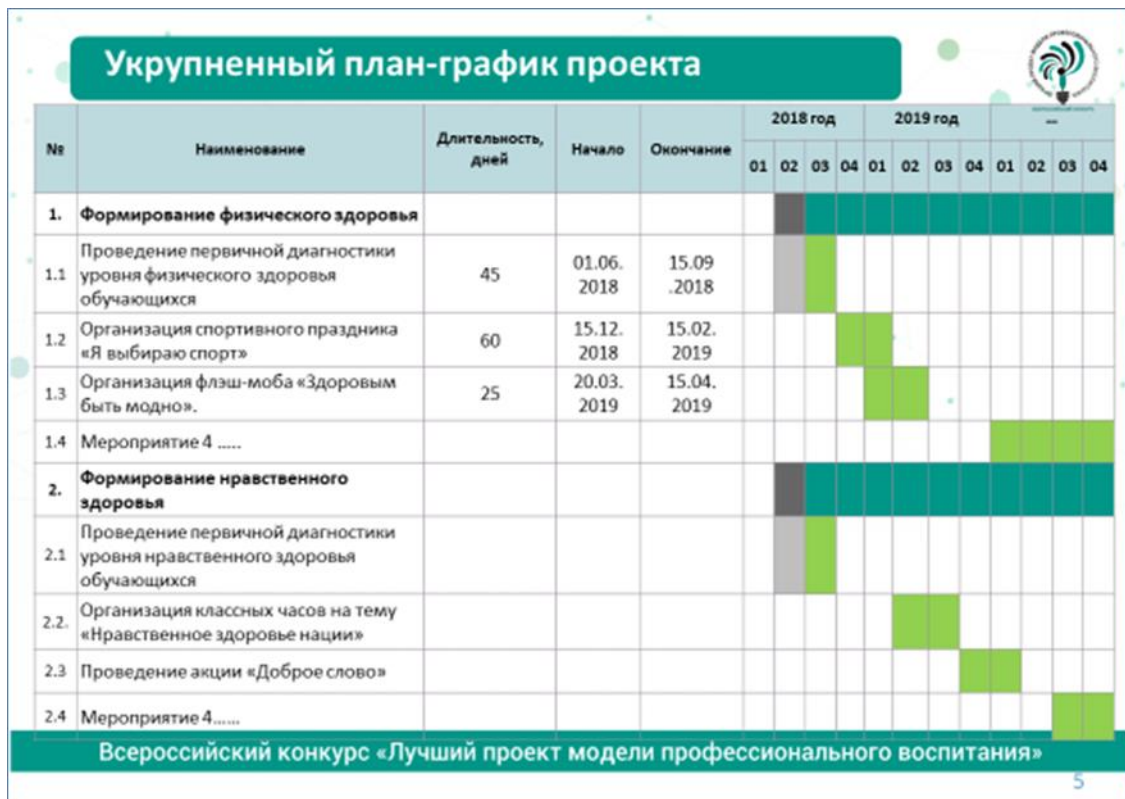 Укрупненный план-график проекта
№ Наименование Длительность, дней Начало Окончание 2018 год 2019 год ...
01 02 03 04 01 02 03 04 01 02 03 04
1. Формирование физического здоровья
1.1 Проведение первичной диагностики
уровня физического здоровья
обучающихся
45 01.06.
2018
15.09
.2018
1.2 Организация спортивного праздника
«Я выбираю спорт»
60 15.12.
2018
15.02.
2019
1.3 Организация флэш-моба «Здоровым
быть модно».
25 20.03.
2019
15.04.
2019
1.4 Мероприятие 4 .....
2. Формирование нравственного
здоровья
2.1 Проведение первичной диагностики
уровня нравственного здоровья
обучающихся
2.2. Организация классных часов на тему
«Нравственное здоровье нации»
2.3 Проведение акции «Доброе слово»
2.4 Мероприятие 4......
Всероссийский конкурс «Лучший проект модели профессионального воспитания»
5